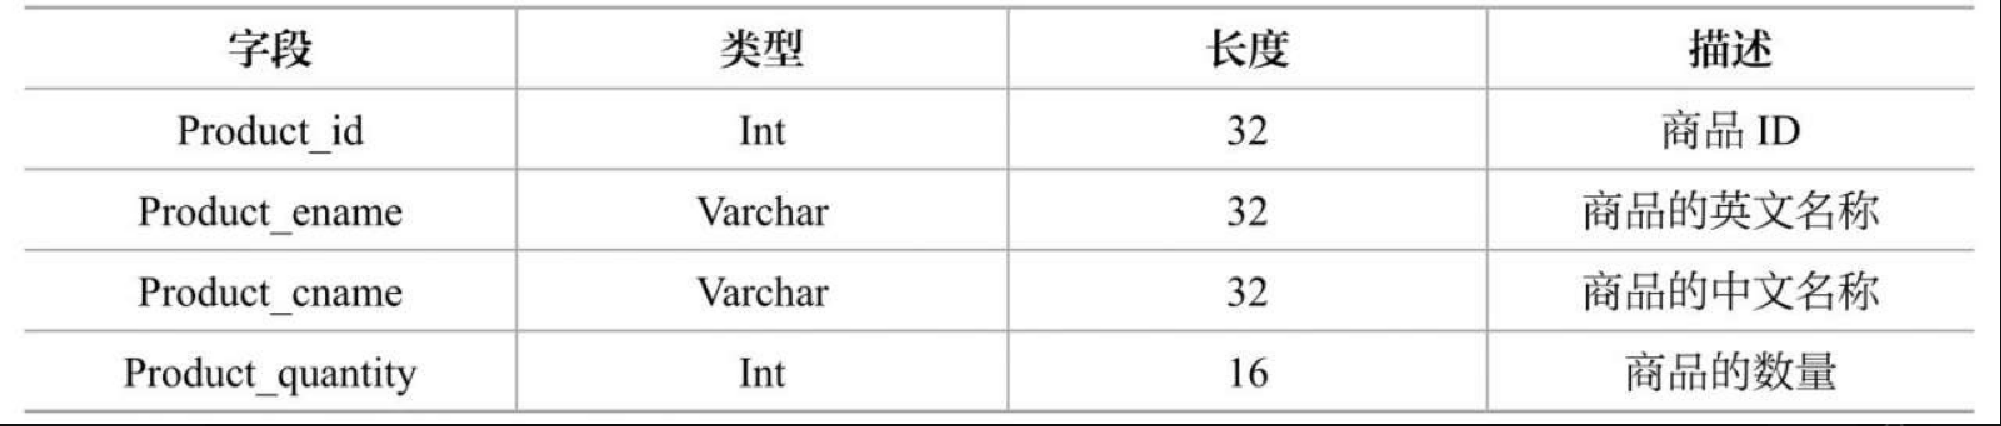 字段 类型 长度 描述
Product_id Int 32 商品 ID
Product_ename Varchar 32 商品的英文名称
Product_cname Varchar 32 商品的中文名称
Product_quantity Int 16 商品的数量